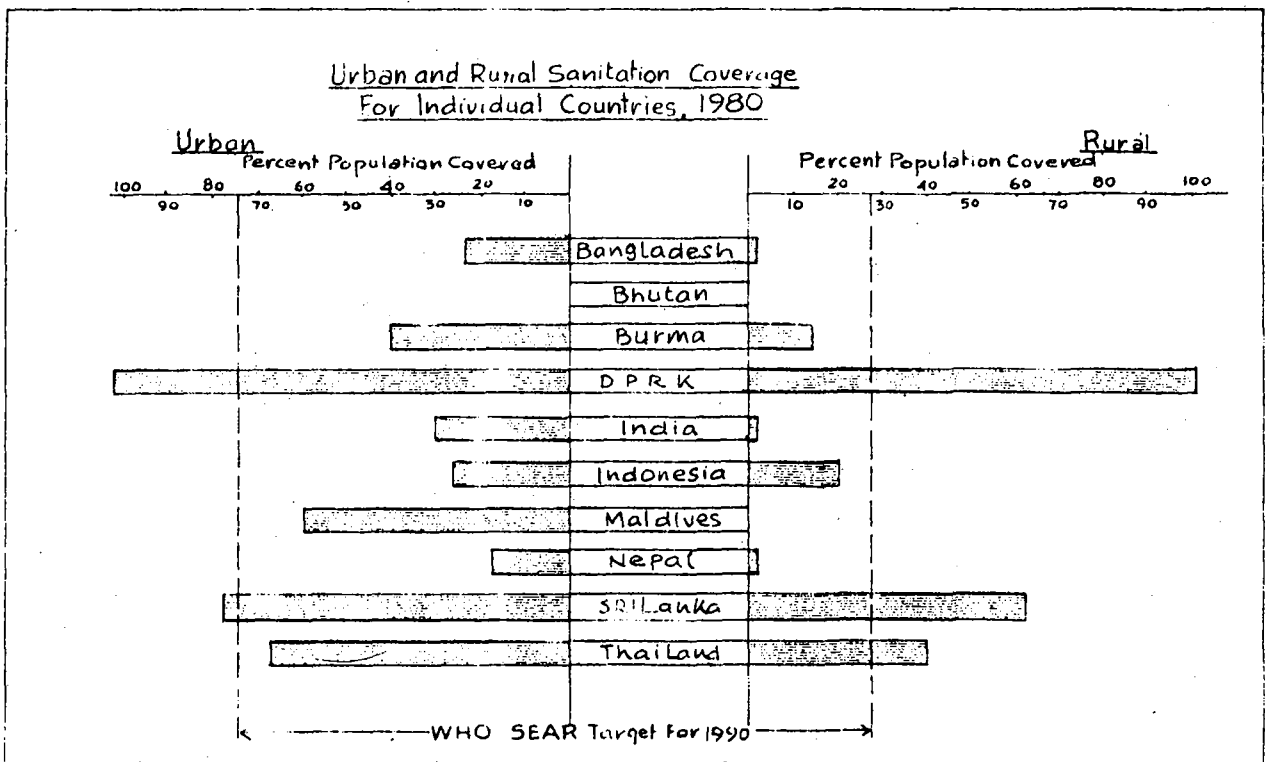 Urban and Rural Sanitation Coverage
For Individual Countries, 1980
Urban
Rural
Percent Population Covered
Percent Population Covered
100 80 60 40 20
20 40 60 80 100
90 70 50 30 10
10 30 50 70 90
Bangladesh
Bhutan
Burma
DPRK
India
Indonesia
Maldives
Nepal
SRI Lanka
Thailand
WHO SEAR Target For 1990